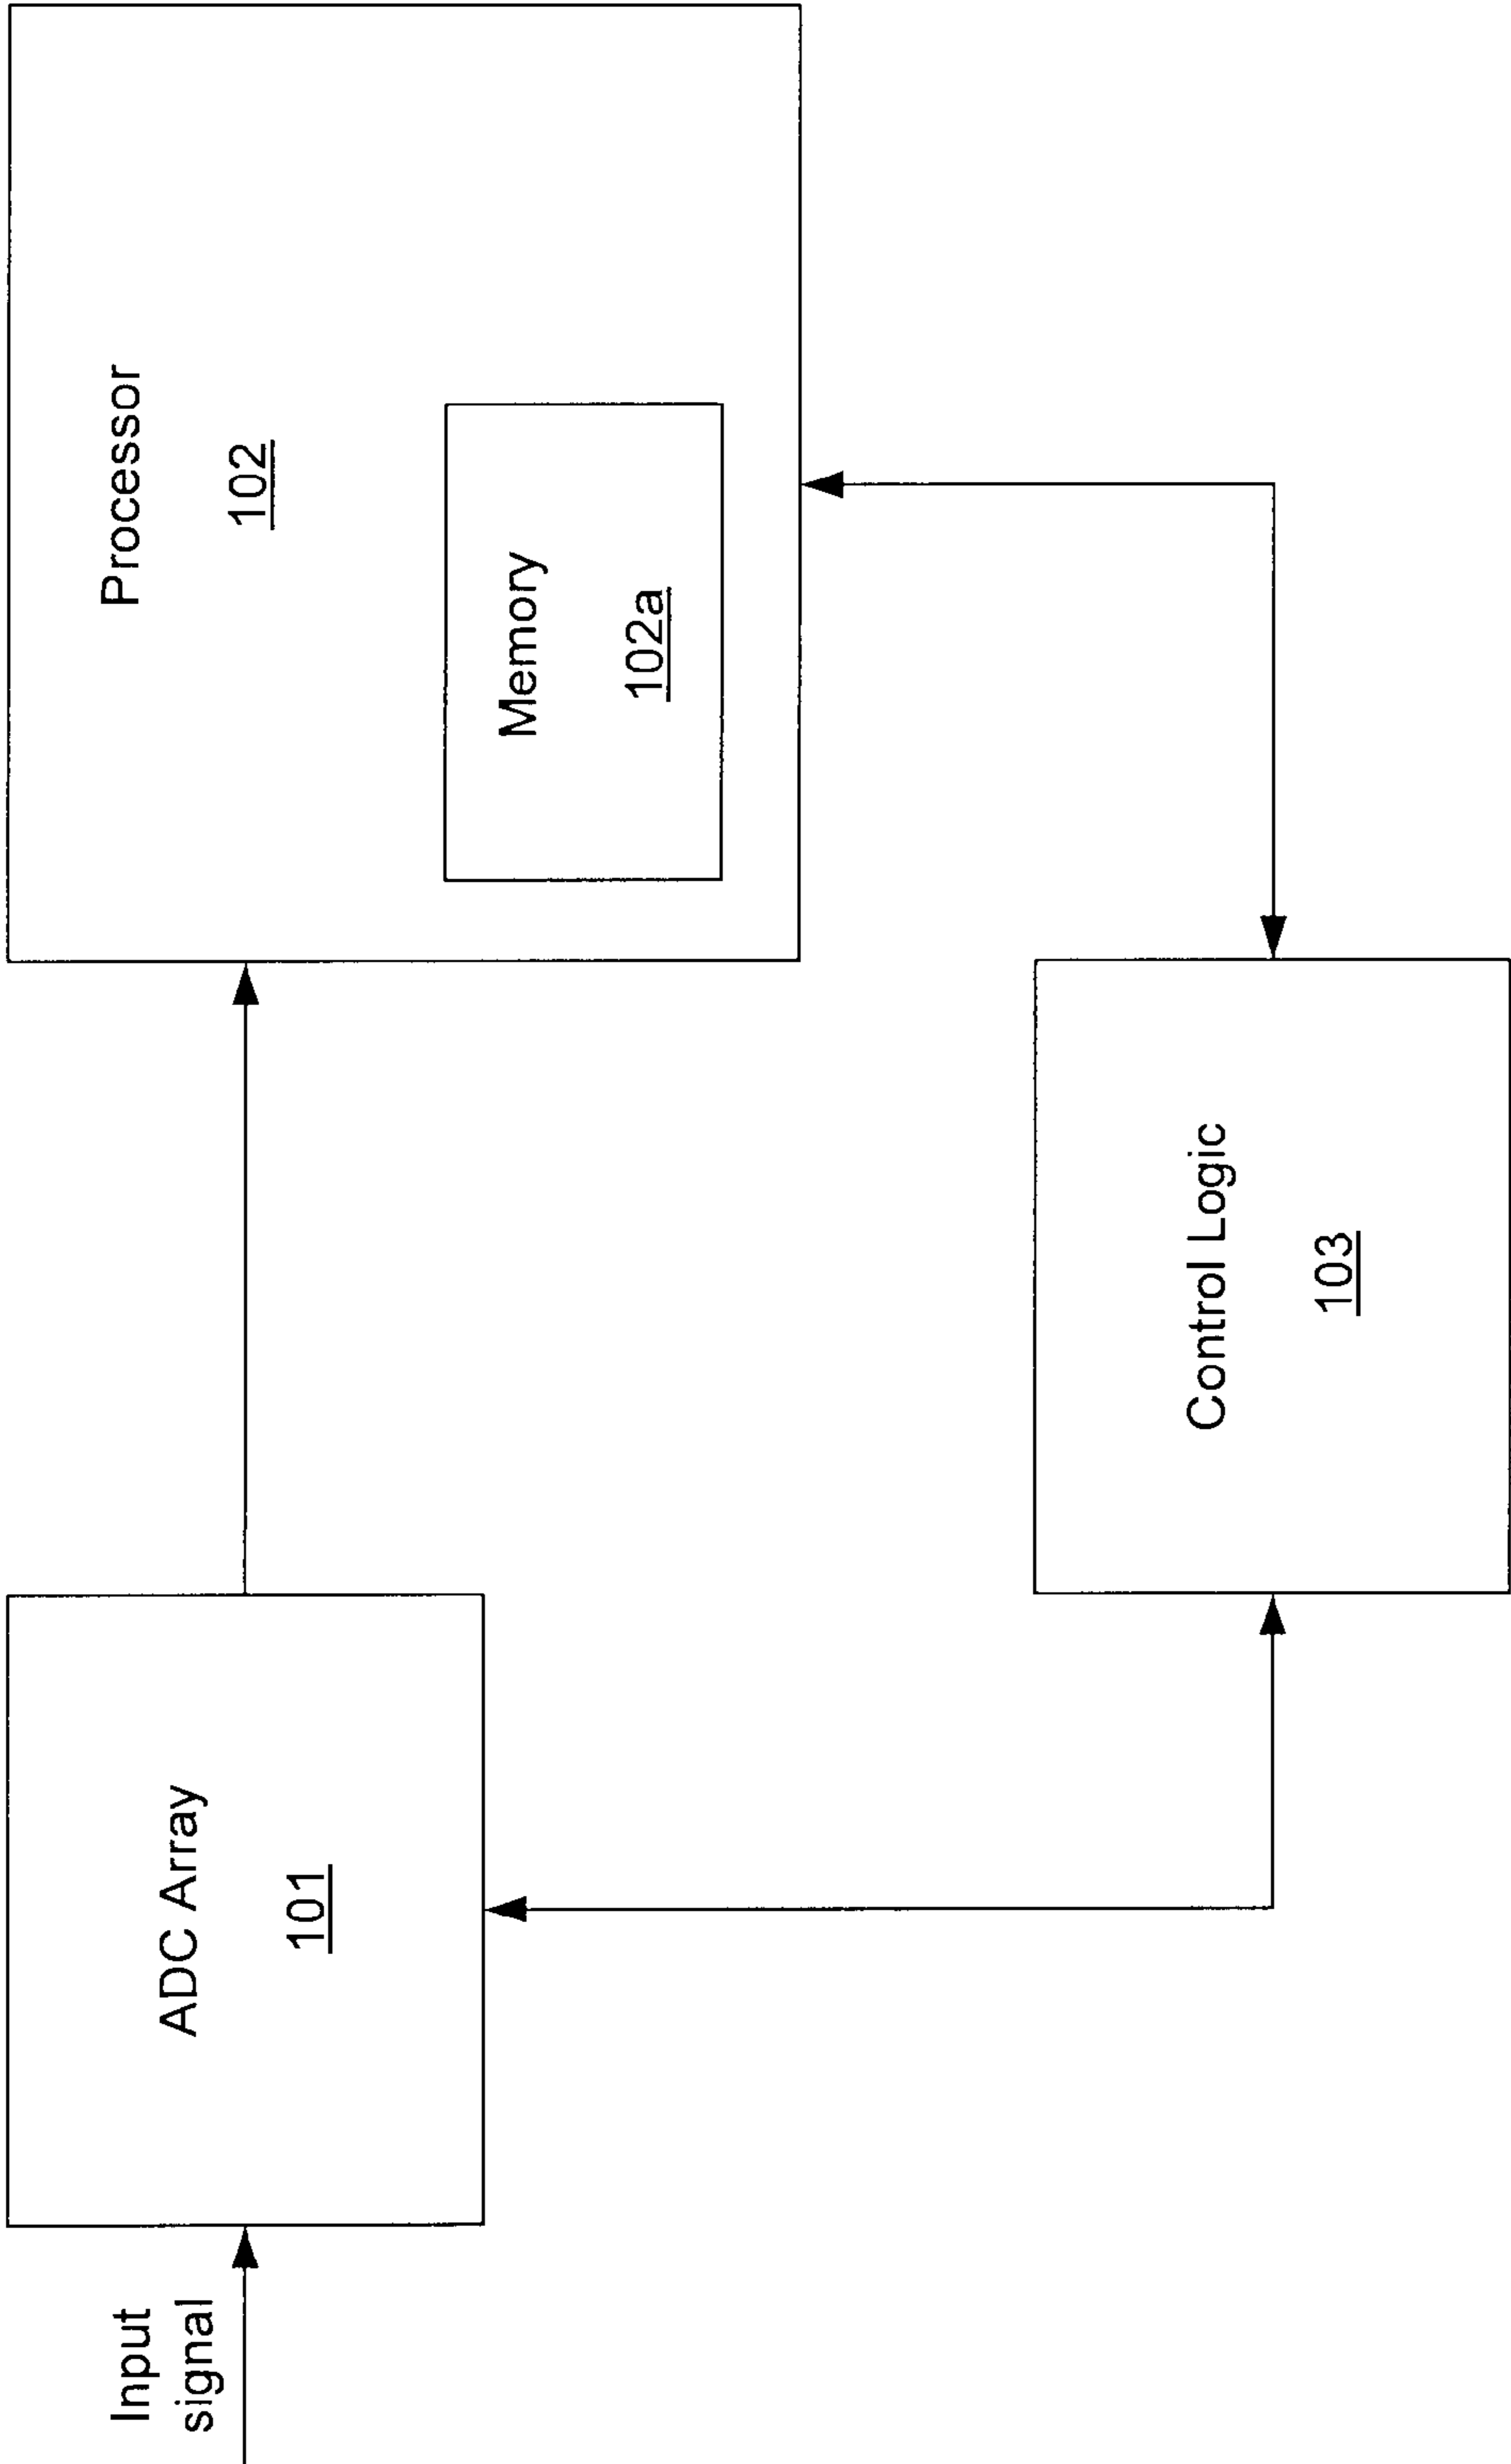 Input
signal
ADC Array
101
Processor
102
Memory
102a
Control Logic
103